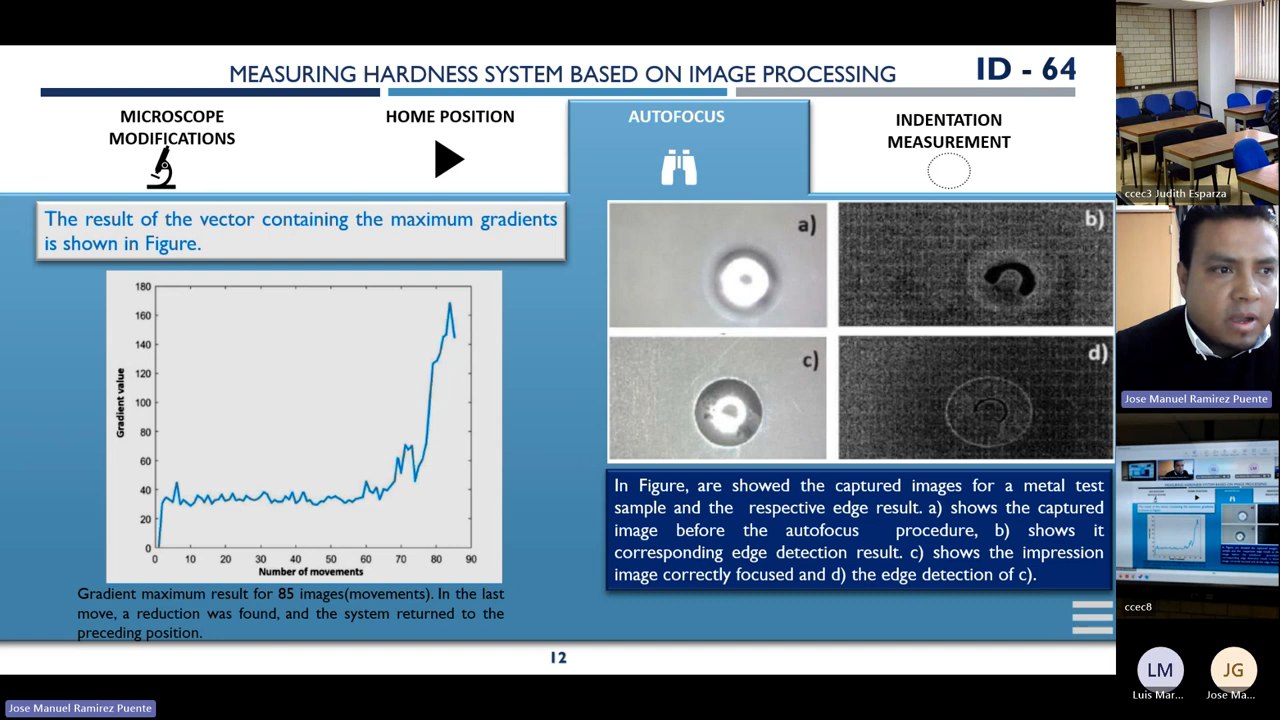 MEASURING HARDNESS SYSTEM BASED ON IMAGE PROCESSING
ID - 64
MICROSCOPE
MODIFICATIONS
HOME POSITION
AUTOFOCUS
INDENTATION
MEASUREMENT
The result of the vector containing the maximum gradients
is shown in Figure.
180
160
140
120
100
80
60
40
20
0
Gradient value
0 10 20 30 40 50 60 70 80 90
Number of movements
Gradient maximum result for 85 images(movements). In the last
move, a reduction was found, and the system returned to the
preceding position.
a)
b)
c)
d)
In Figure, are showed the captured images for a metal test
sample and the respective edge result. a) shows the captured
image before the autofocus procedure, b) shows it
corresponding edge detection result. c) shows the impression
image correctly focused and d) the edge detection of c).
12
Jose Manuel Ramirez Puente
ccec3 Judith Esparza
Jose Manuel Ramirez Puente
ccec8
LM
Luis Mar...
JG
Jose Ma...